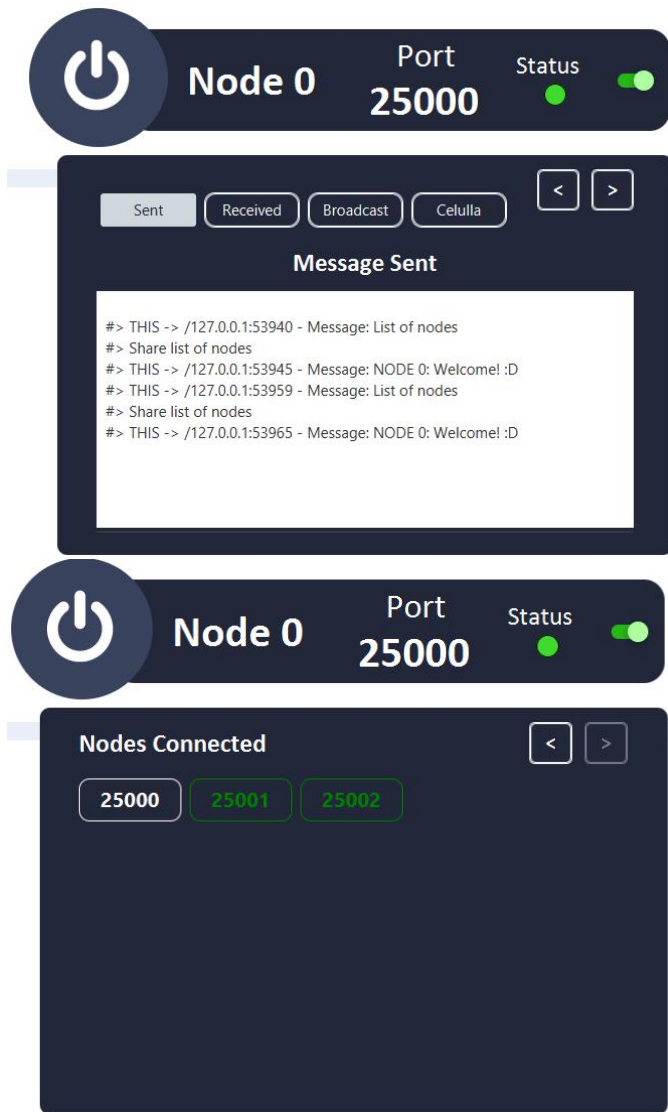 Node 0
Port
25000
Status
<
>
Sent
Received
Broadcast
Celulla
Message Sent
#> THIS -> /127.0.0.1:53940 - Message: List of nodes
#> Share list of nodes
#> THIS -> /127.0.0.1:53945 - Message: NODE 0: Welcome! :D
#> THIS -> /127.0.0.1:53959 - Message: List of nodes
#> Share list of nodes
#> THIS -> /127.0.0.1:53965 - Message: NODE 0: Welcome! :D
Node 0
Port
25000
Status
Nodes Connected
<
>
25000
25001
25002